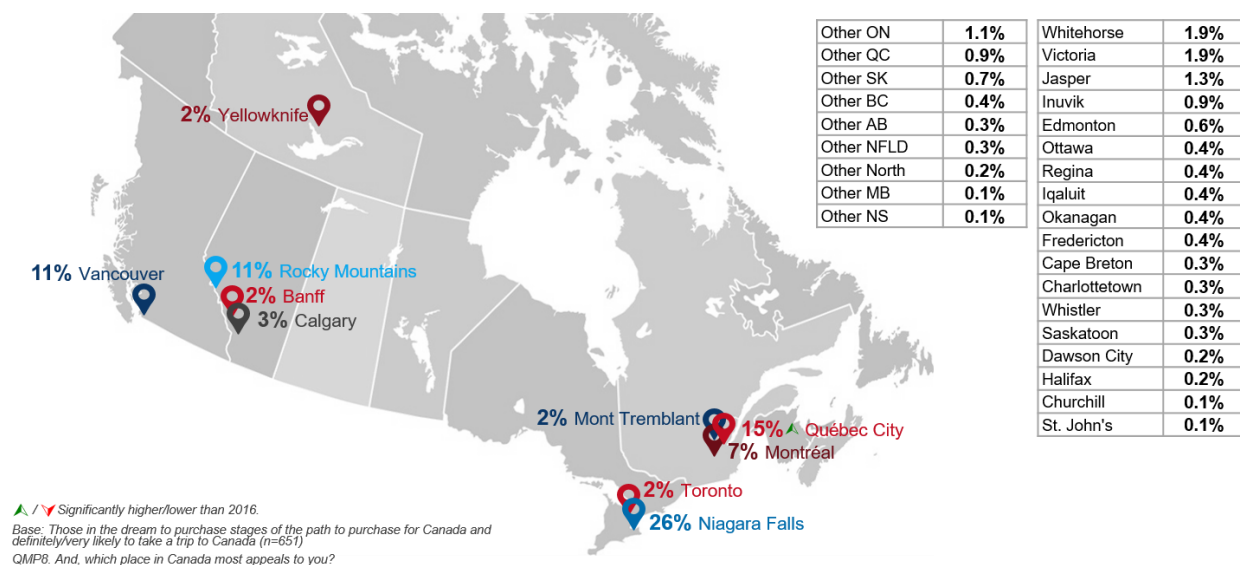 2% Yellowknife
11% Vancouver
11% Rocky Mountains
2% Banff
3% Calgary
2% Mont Tremblant
15% Québec City
7% Montréal
2% Toronto
26% Niagara Falls
Other ON 1.1%
Other QC 0.9%
Other SK 0.7%
Other BC 0.4%
Other AB 0.3%
Other NFLD 0.3%
Other North 0.2%
Other MB 0.1%
Other NS 0.1%
Whitehorse 1.9%
Victoria 1.9%
Jasper 1.3%
Inuvik 0.9%
Edmonton 0.6%
Ottawa 0.4%
Regina 0.4%
Iqaluit 0.4%
Okanagan 0.4%
Fredericton 0.4%
Cape Breton 0.3%
Charlottetown 0.3%
Whistler 0.3%
Saskatoon 0.3%
Dawson City 0.2%
Halifax 0.2%
Churchill 0.1%
St. John's 0.1%
/ Significantly higher/lower than 2016.
Base: Those in the dream to purchase stages of the path to purchase for Canada and
definitely/very likely to take a trip to Canada (n=651)
QMP8. And, which place in Canada most appeals to you?